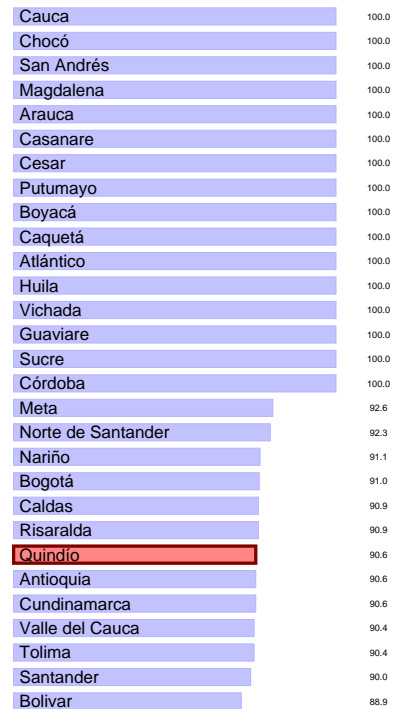 Cauca 100.0
Chocó 100.0
San Andrés 100.0
Magdalena 100.0
Arauca 100.0
Casanare 100.0
Cesar 100.0
Putumayo 100.0
Boyacá 100.0
Caquetá 100.0
Atlántico 100.0
Huila 100.0
Vichada 100.0
Guaviare 100.0
Sucre 100.0
Córdoba 100.0
Meta 92.6
Norte de Santander 92.3
Nariño 91.1
Bogotá 91.0
Caldas 90.9
Risaralda 90.9
Quindío 90.6
Antioquia 90.6
Cundinamarca 90.6
Valle del Cauca 90.4
Tolima 90.4
Santander 90.0
Bolivar 88.9